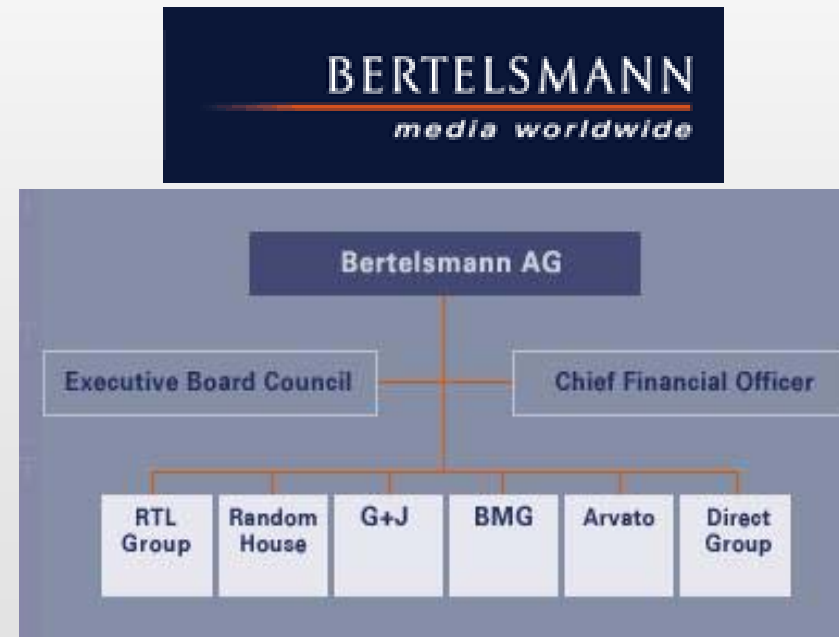 BERTELSMANN
media worldwide
Bertelsmann AG
Executive Board Council
Chief Financial Officer
RTL
Group
Random
House
G+J
BMG
Arvato
Direct
Group